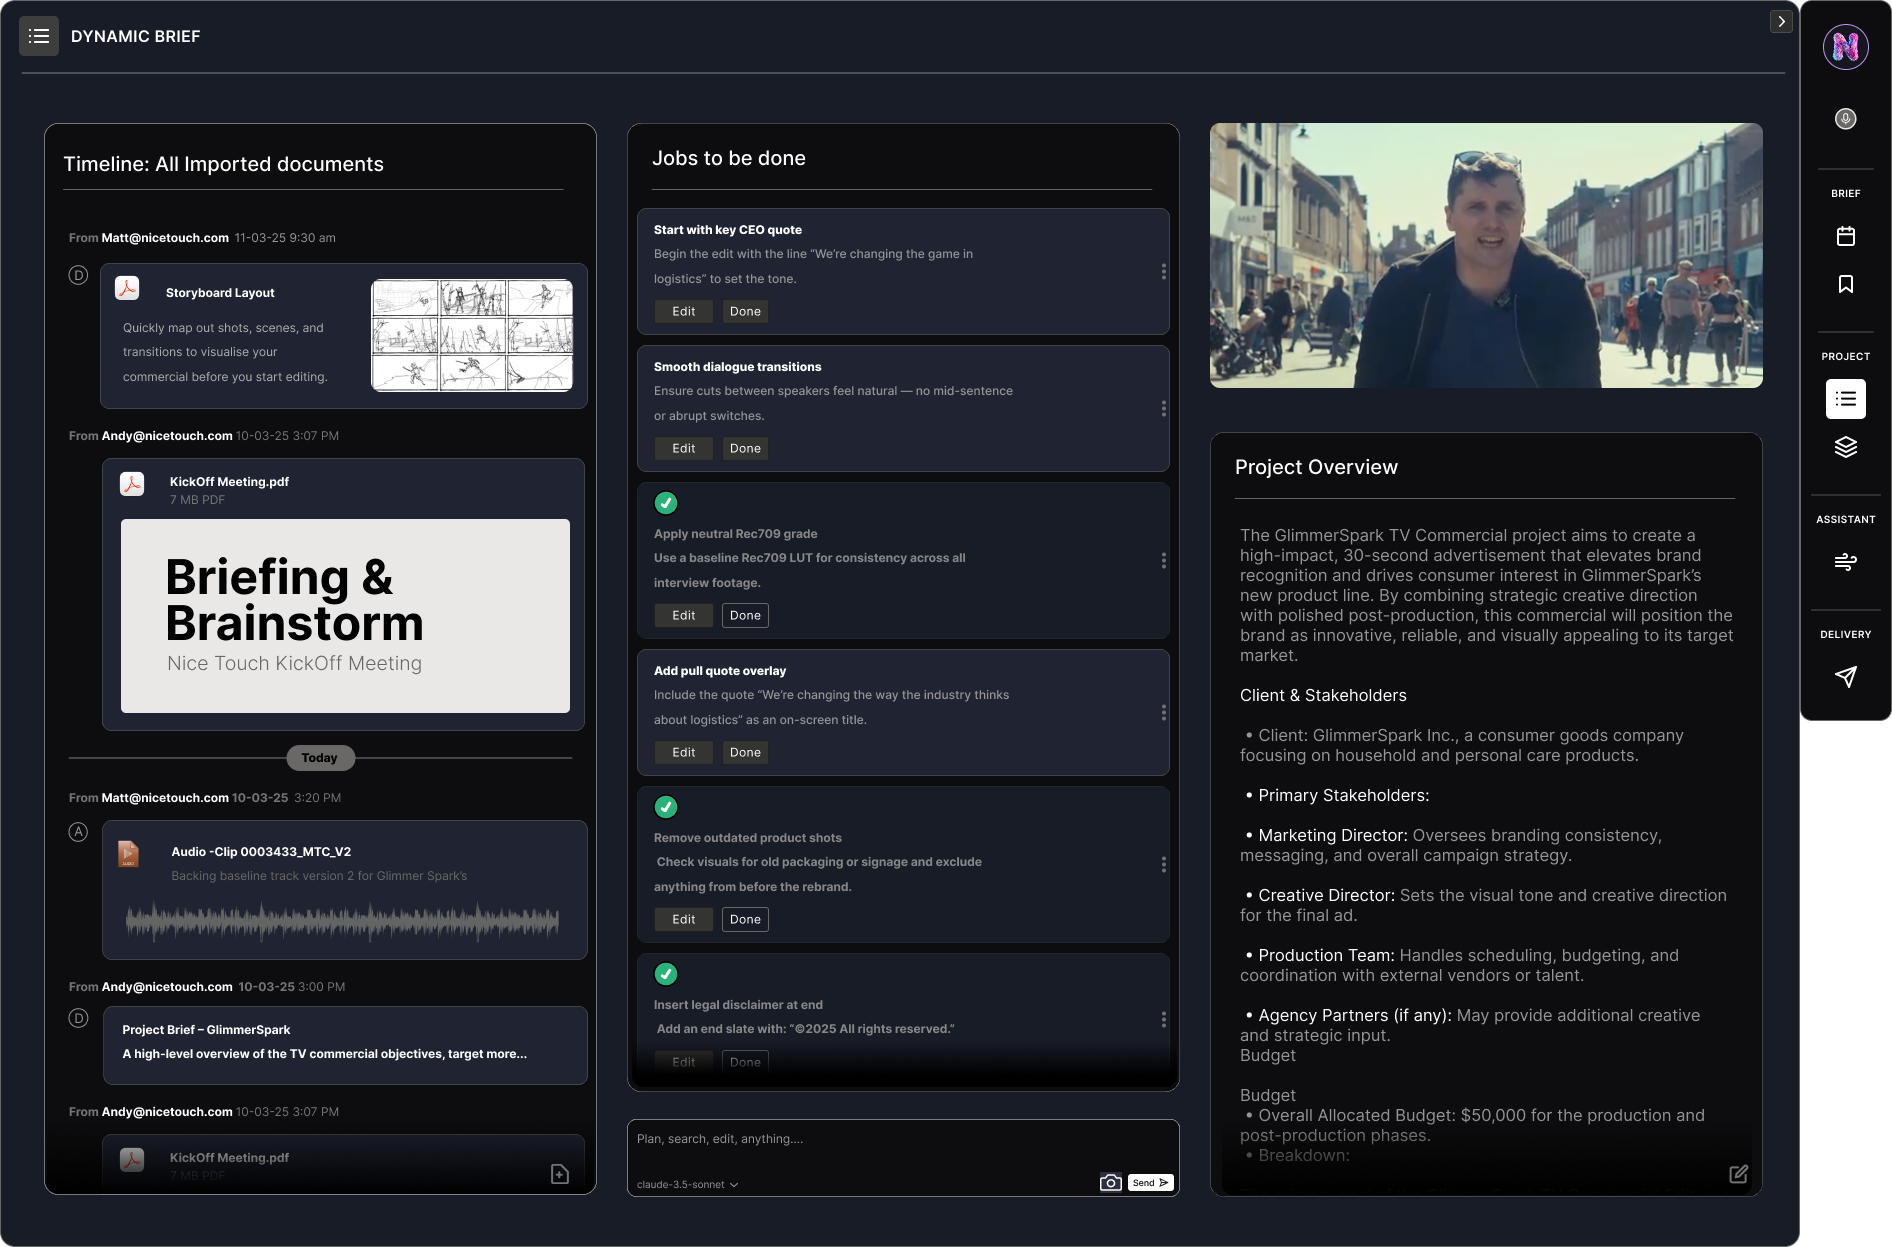 DYNAMIC BRIEF
Timeline: All Imported documents
From Matt@nicetouch.com 11-03-25 9:30 am
D
Storyboard Layout
Quickly map out shots, scenes, and
transitions to visualise your
commercial before you start editing.
From Andy@nicetouch.com 10-03-25 3:07 PM
KickOff Meeting.pdf
7 MB PDF
Briefing &
Brainstorm
Nice Touch KickOff Meeting
Today
From Matt@nicetouch.com 10-03-25 3:20 PM
A
Audio -Clip 0003433_MTC_V2
Backing baseline track version 2 for Glimmer Spark's
From Andy@nicetouch.com 10-03-25 3:00 PM
D
Project Brief – GlimmerSpark
A high-level overview of the TV commercial objectives, target more...
From Andy@nicetouch.com 10-03-25 3:07 PM
KickOff Meeting.pdf
7 MB PDF
Jobs to be done
Start with key CEO quote
Begin the edit with the line “We’re changing the game in
logistics” to set the tone.
Edit Done
Smooth dialogue transitions
Ensure cuts between speakers feel natural — no mid-sentence
or abrupt switches.
Edit Done
Apply neutral Rec709 grade
Use a baseline Rec709 LUT for consistency across all
interview footage.
Edit Done
Add pull quote overlay
Include the quote “We’re changing the way the industry thinks
about logistics” as an on-screen title.
Edit Done
Remove outdated product shots
Check visuals for old packaging or signage and exclude
anything from before the rebrand.
Edit Done
Insert legal disclaimer at end
Add an end slate with: “©2025 All rights reserved.”
Edit Done
Plan, search, edit, anything....
claude-3.5-sonnet
Send
M&S
Project Overview
The GlimmerSpark TV Commercial project aims to create a
high-impact, 30-second advertisement that elevates brand
recognition and drives consumer interest in GlimmerSpark’s
new product line. By combining strategic creative direction
with polished post-production, this commercial will position the
brand as innovative, reliable, and visually appealing to its target
market.
Client & Stakeholders
• Client: GlimmerSpark Inc., a consumer goods company
focusing on household and personal care products.
• Primary Stakeholders:
• Marketing Director: Oversees branding consistency,
messaging, and overall campaign strategy.
• Creative Director: Sets the visual tone and creative direction
for the final ad.
• Production Team: Handles scheduling, budgeting, and
coordination with external vendors or talent.
• Agency Partners (if any): May provide additional creative
and strategic input.
Budget
Budget
• Overall Allocated Budget: $50,000 for the production and
post-production phases.
• Breakdown:
N
BRIEF
PROJECT
ASSISTANT
DELIVERY